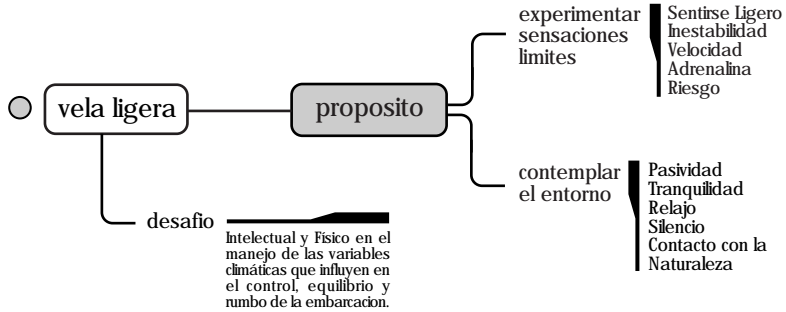 vela ligera
proposito
experimentar
sensaciones
limites
Sentirse Ligero
Inestabilidad
Velocidad
Adrenalina
Riesgo
contemplar
el entorno
Pasividad
Tranquilidad
Relajo
Silencio
Contacto con la
Naturaleza
desafio
Intelectual y Físico en el
manejo de las variables
climáticas que influyen en
el control, equilibrio y
rumbo de la embarcacion.